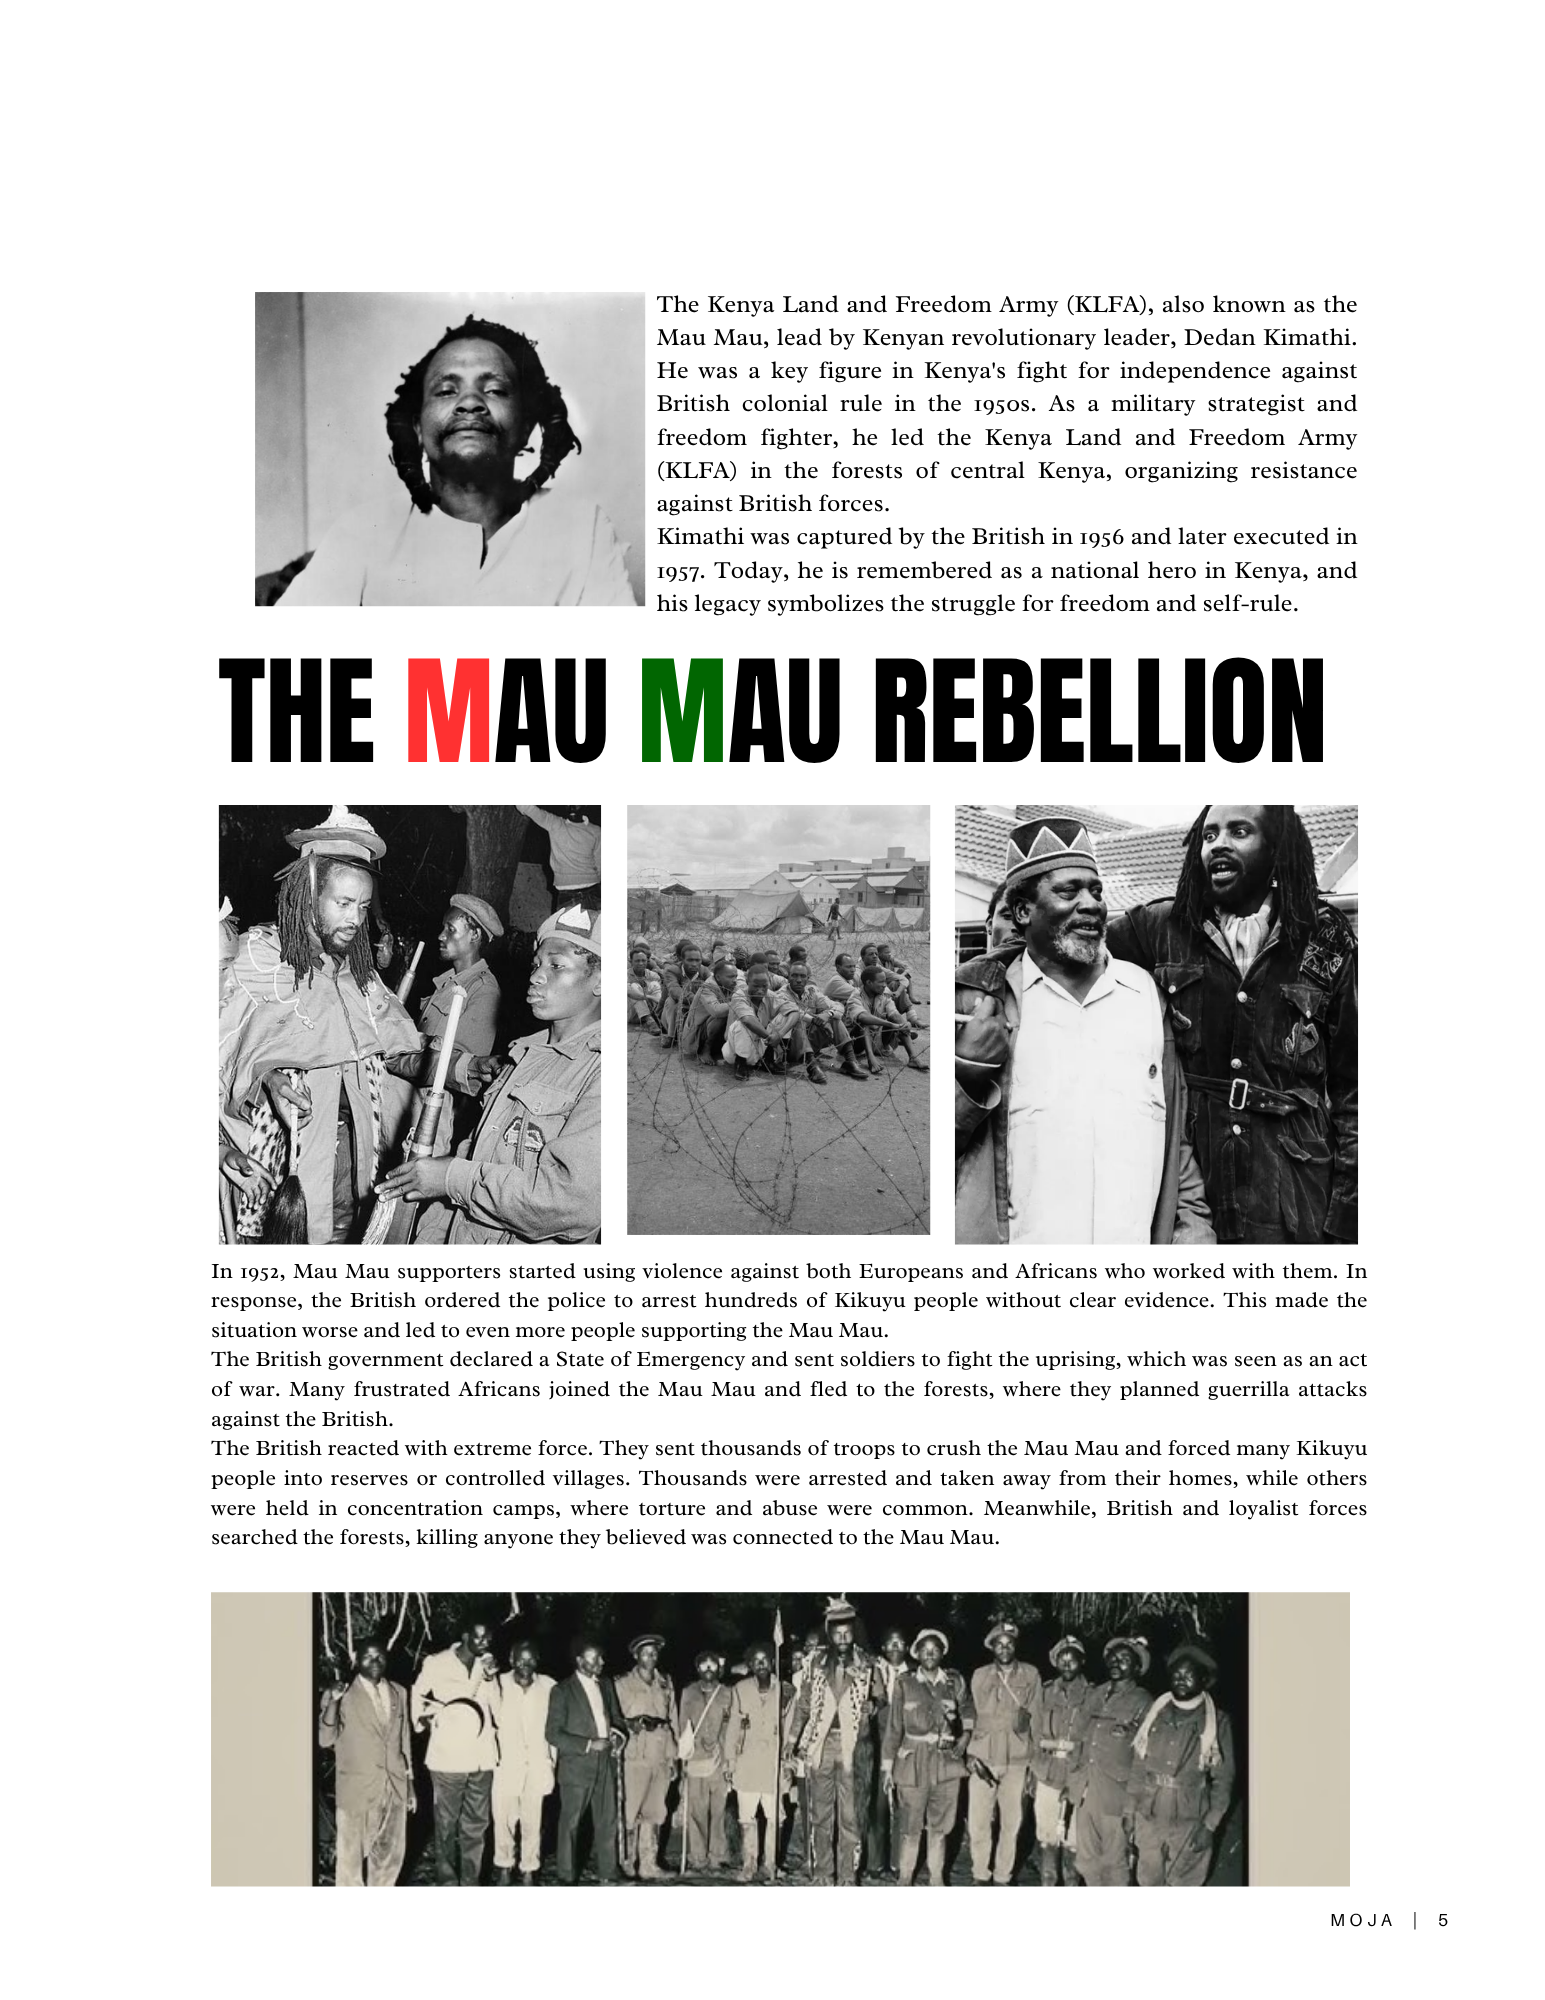 The Kenya Land and Freedom Army (KLFA), also known as the
Mau Mau, lead by Kenyan revolutionary leader, Dedan Kimathi.
He was a key figure in Kenya's fight for independence against
British colonial rule in the 1950s. As a military strategist and
freedom fighter, he led the Kenya Land and Freedom Army
(KLFA) in the forests of central Kenya, organizing resistance
against British forces.
Kimathi was captured by the British in 1956 and later executed in
1957. Today, he is remembered as a national hero in Kenya, and
his legacy symbolizes the struggle for freedom and self-rule.
THE MAU MAU REBELLION
In 1952, Mau Mau supporters started using violence against both Europeans and Africans who worked with them. In
response, the British ordered the police to arrest hundreds of Kikuyu people without clear evidence. This made the
situation worse and led to even more people supporting the Mau Mau.
The British government declared a State of Emergency and sent soldiers to fight the uprising, which was seen as an act
of war. Many frustrated Africans joined the Mau Mau and fled to the forests, where they planned guerrilla attacks
against the British.
The British reacted with extreme force. They sent thousands of troops to crush the Mau Mau and forced many Kikuyu
people into reserves or controlled villages. Thousands were arrested and taken away from their homes, while others
were held in concentration camps, where torture and abuse were common. Meanwhile, British and loyalist forces
searched the forests, killing anyone they believed was connected to the Mau Mau.
MOJA | 5